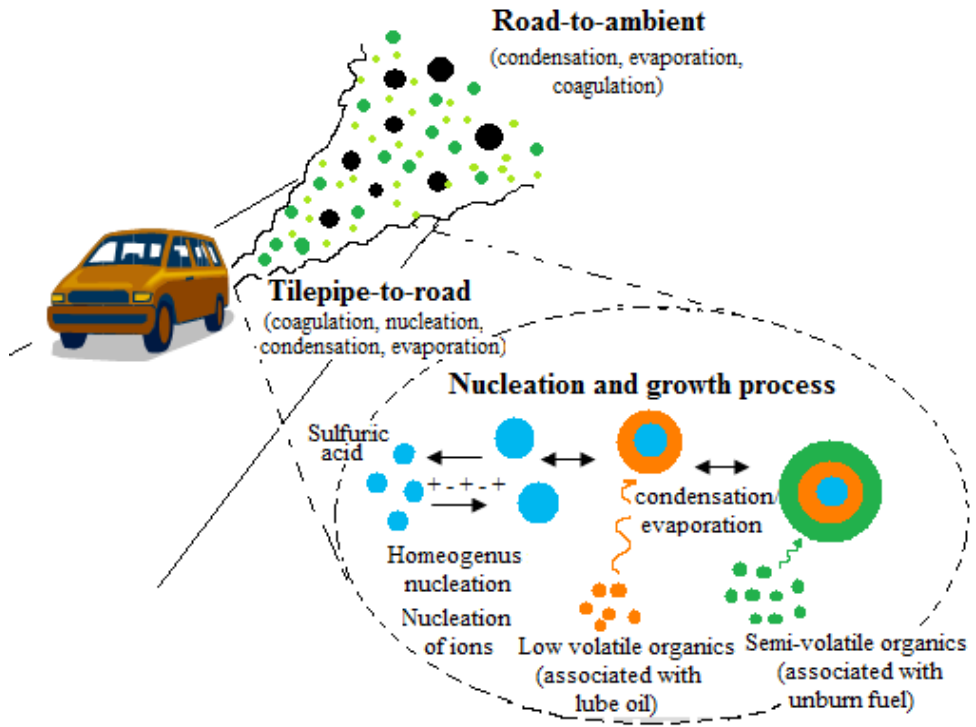 Road-to-ambient
(condensation, evaporation,
coagulation)
Tilepipe-to-road
(coagulation, nucleation,
condensation, evaporation)
Nucleation and growth process
Sulfuric
acid
+ - + - +
condensation/
evaporation
Homeogenus
nucleation
Nucleation
of ions
Low volatile organics
(associated with
lube oil)
Semi-volatile organics
(associated with
unburn fuel)